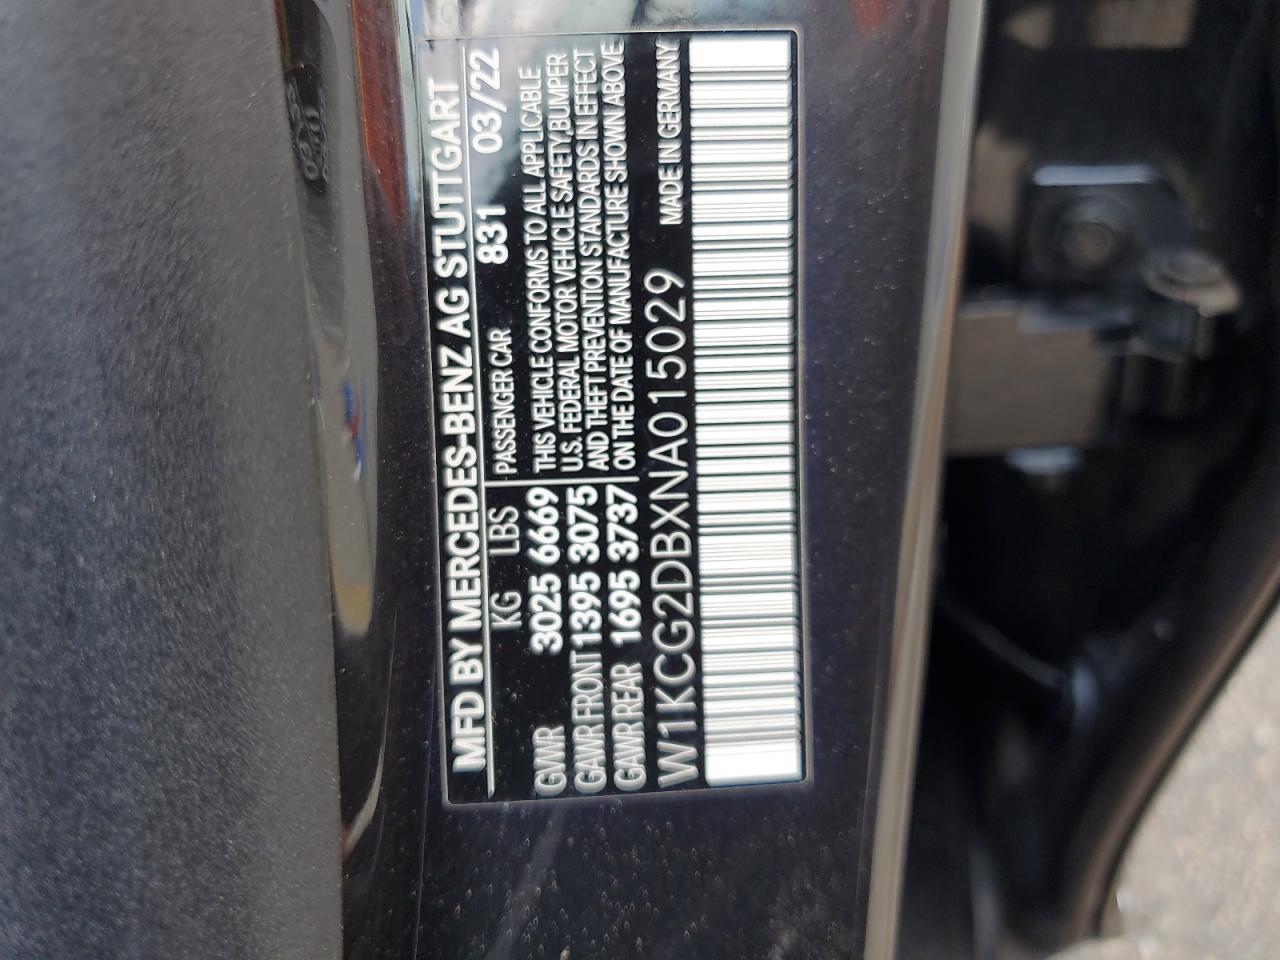 MFD BY MERCEDES-BENZ AG STUTTGART
KG LBS PASSENGER CAR 831 03/22
GVWR 3025 6669
GAWR FRONT 1395 3075
GAWR REAR 1695 3737
THIS VEHICLE CONFORMS TO ALL APPLICABLE
U.S. FEDERAL MOTOR VEHICLE SAFETY,BUMPER
AND THEFT PREVENTION STANDARDS IN EFFECT
ON THE DATE OF MANUFACTURE SHOWN ABOVE
W1KCG2DBXNA015029 MADE IN GERMANY